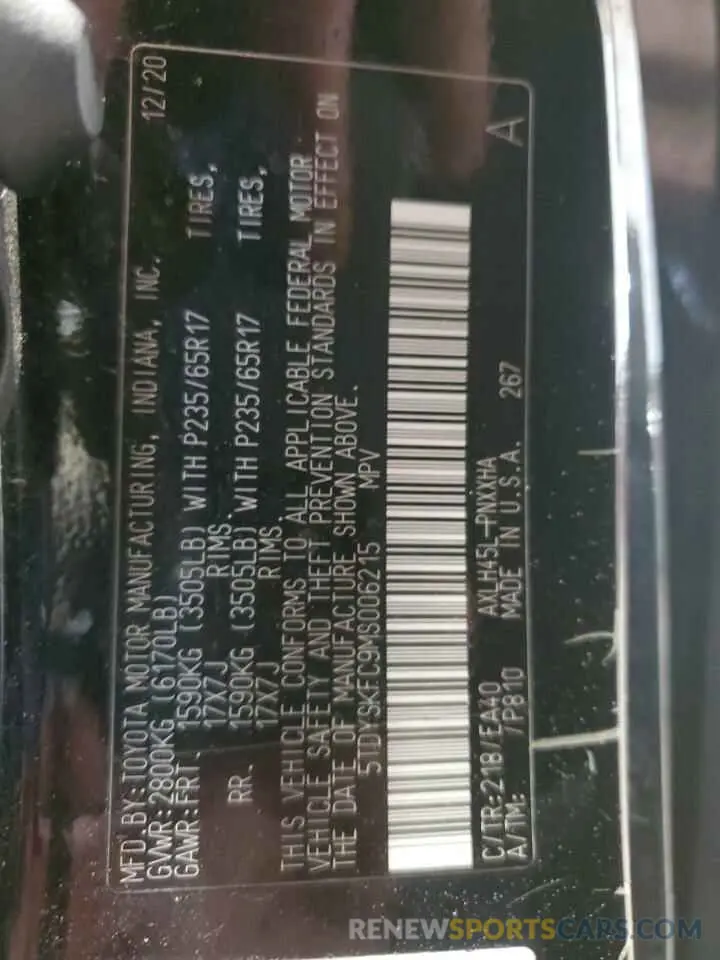 MFD.BY:TOYOTA MOTOR MANUFACTURING, INDIANA, INC. 12/20
GVWR:2800KG (6170LB)
GAWR:FRT. 1590KG (3505LB) WITH P235/65R17 TIRES,
17X7J RIMS.
RR. 1590KG (3505LB) WITH P235/65R17 TIRES,
17X7J RIMS.
THIS VEHICLE CONFORMS TO ALL APPLICABLE FEDERAL MOTOR
VEHICLE SAFETY AND THEFT PREVENTION STANDARDS IN EFFECT ON
THE DATE OF MANUFACTURE SHOWN ABOVE.
5TDYSKFC9MS006215 MPV
C/TR:218/EA40 AXLH45L-PNXXHA A
A/TM: /P810 MADE IN U.S.A. 267
RENEWSPORTSCARS.COM